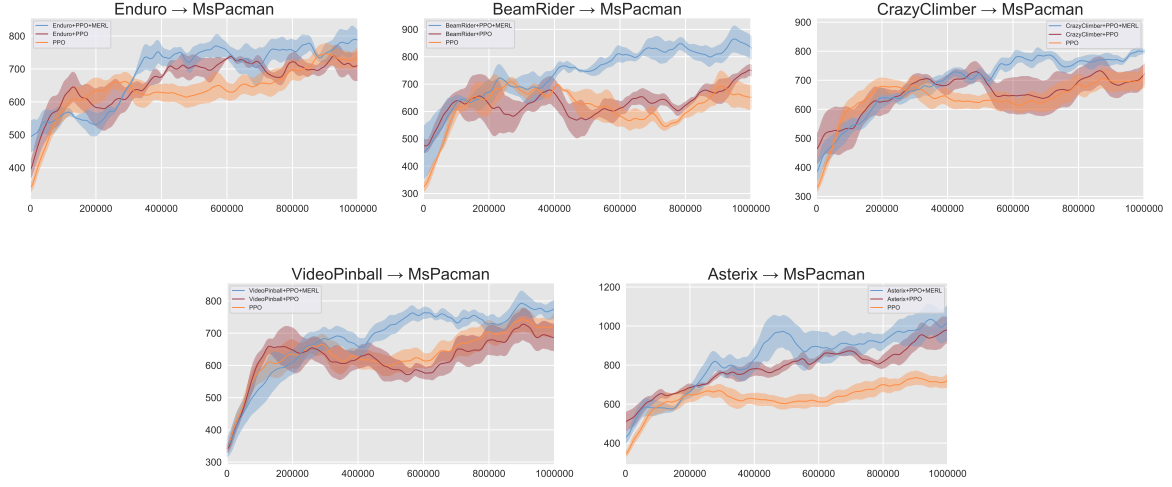 Enduro → MsPacman
Enduro+PPO+MERL
Enduro+PPO
PPO
800
700
600
500
400
0 200000 400000 600000 800000 1000000
BeamRider → MsPacman
BeamRider+PPO+MERL
BeamRider+PPO
PPO
900
800
700
600
500
400
300
0 200000 400000 600000 800000 1000000
CrazyClimber → MsPacman
CrazyClimber+PPO+MERL
CrazyClimber+PPO
PPO
900
800
700
600
500
400
300
0 200000 400000 600000 800000 1000000
VideoPinball → MsPacman
VideoPinball+PPO+MERL
VideoPinball+PPO
PPO
800
700
600
500
400
300
0 200000 400000 600000 800000 1000000
Asterix → MsPacman
Asterix+PPO+MERL
Asterix+PPO
PPO
1200
1000
800
600
400
0 200000 400000 600000 800000 1000000